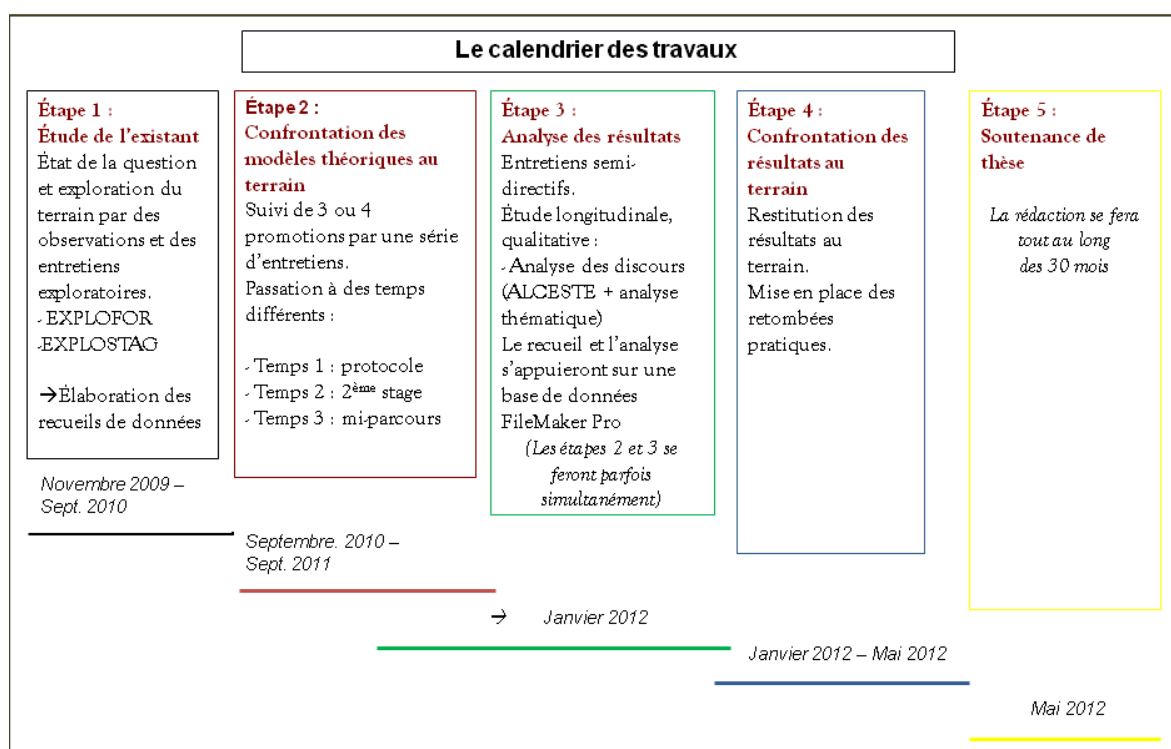 Le calendrier des travaux
Étape 1 :
Étude de l'existant
État de la question
et exploration du
terrain par des
observations et des
entretiens
exploratoires.
- EXPLOFOR
-EXPLOSTAG
→Élaboration des
recueils de données
Novembre 2009 –
Sept. 2010
Étape 2 :
Confrontation des
modèles théoriques au
terrain
Suivi de 3 ou 4
promotions par une série
d'entretiens.
Passation à des temps
différents :
- Temps 1 : protocole
- Temps 2 : 2ème stage
- Temps 3 : mi-parcours
Septembre. 2010 –
Sept. 2011
Étape 3 :
Analyse des résultats
Entretiens semi-
directifs.
Étude longitudinale,
qualitative :
- Analyse des discours
(ALCESTE + analyse
thématique)
Le recueil et l'analyse
s'appuieront sur une
base de données
FileMaker Pro
(Les étapes 2 et 3 se
feront parfois
simultanément)
→ Janvier 2012
Étape 4 :
Confrontation des
résultats au
terrain
Restitution des
résultats au
terrain.
Mise en place des
retombées
pratiques.
Janvier 2012 – Mai 2012
Étape 5 :
Soutenance de
thèse
La rédaction se fera
tout au long
des 30 mois
Mai 2012